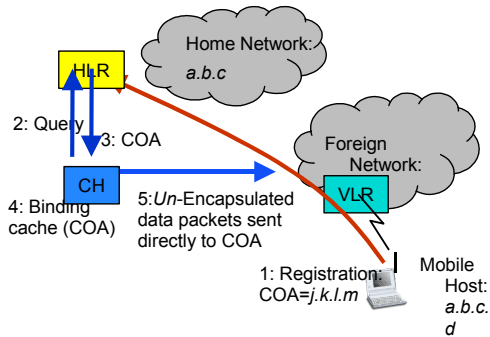 Home Network:
a.b.c
HLR
2: Query
3: COA
Foreign
Network:
CH
VLR
4: Binding
cache (COA)
5:Un-Encapsulated
data packets sent
directly to COA
1: Registration:
COA=j.k.l.m
Mobile
Host:
a.b.c.
d